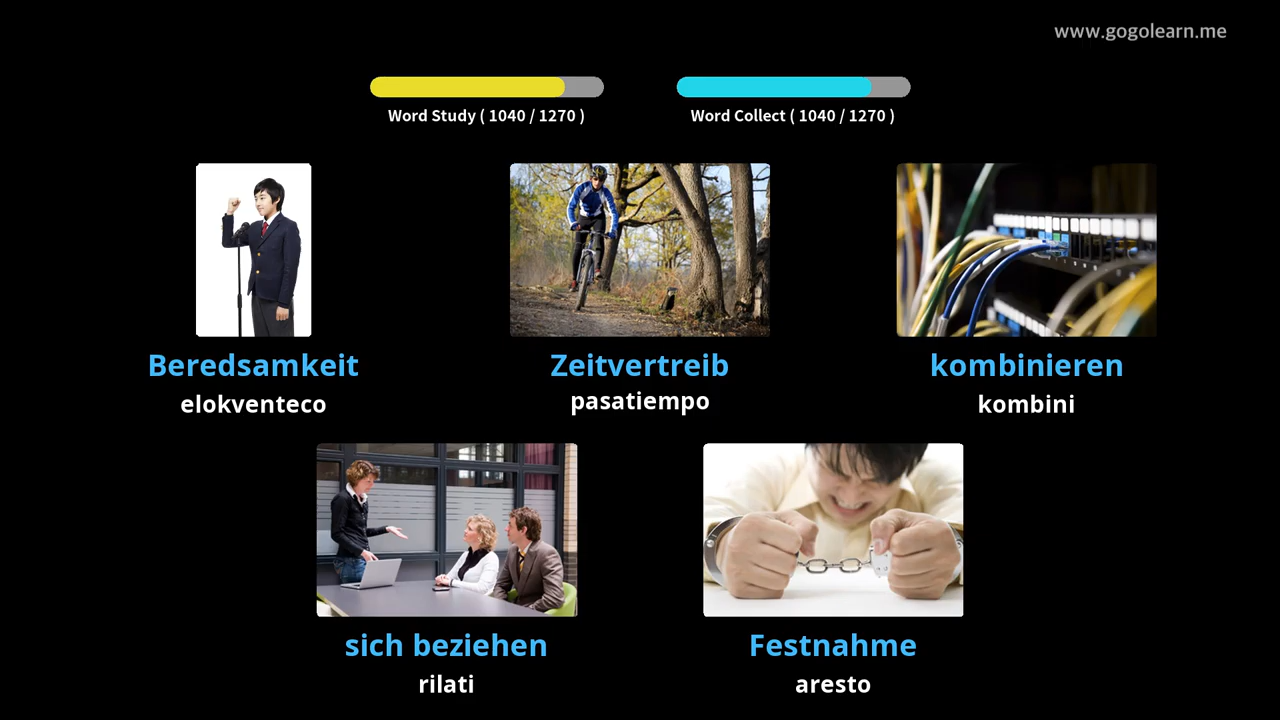 www.gogolearn.me
Word Study ( 1040 / 1270 )
Word Collect ( 1040 / 1270 )
Beredsamkeit
elokventeco
Zeitvertreib
pasatiempo
kombinieren
kombini
sich beziehen
rilati
Festnahme
aresto